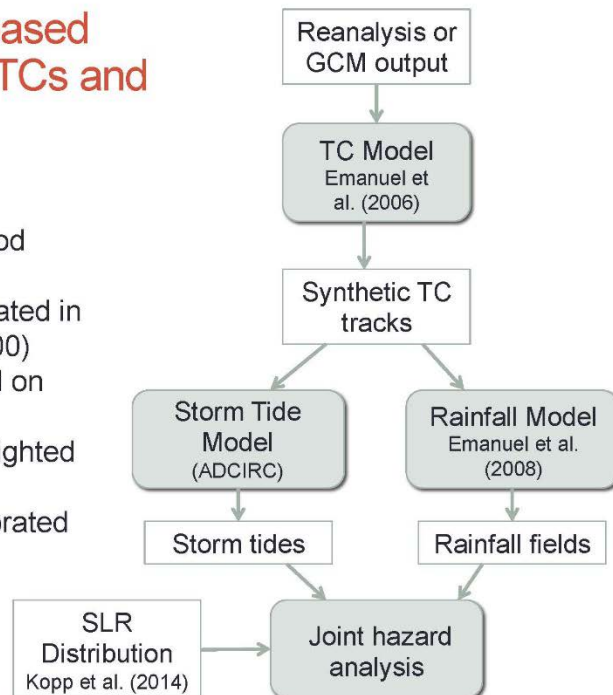 ased
TCs and
od
ated in
00)
d on
ighted
orated
Reanalysis or
GCM output
TC Model
Emanuel et
al. (2006)
Synthetic TC
tracks
Storm Tide
Model
(ADCIRC)
Rainfall Model
Emanuel et al.
(2008)
Storm tides
Rainfall fields
SLR
Distribution
Kopp et al. (2014)
Joint hazard
analysis